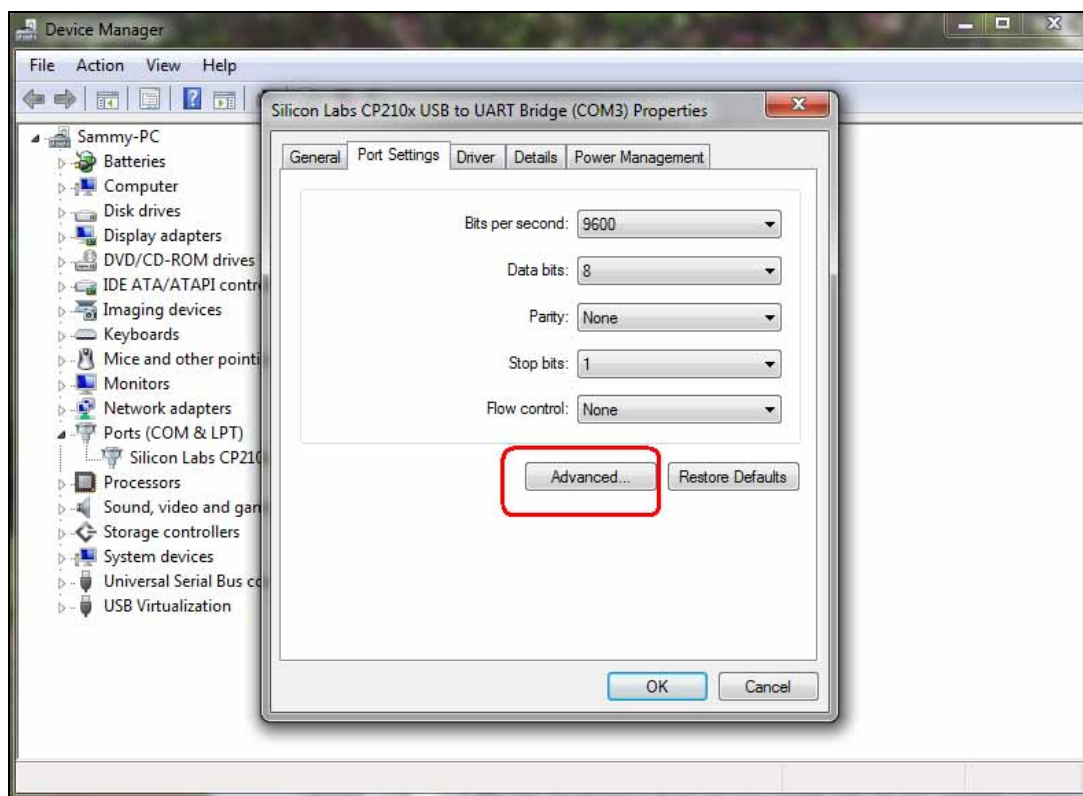 Device Manager
File Action View Help
Silicon Labs CP210x USB to UART Bridge (COM3) Properties
General Port Settings Driver Details Power Management
Bits per second: 9600
Data bits: 8
Parity: None
Stop bits: 1
Flow control: None
Advanced... Restore Defaults
OK Cancel
Sammy-PC
Batteries
Computer
Disk drives
Display adapters
DVD/CD-ROM drives
IDE ATA/ATAPI contr
Imaging devices
Keyboards
Mice and other pointi
Monitors
Network adapters
Ports (COM & LPT)
Silicon Labs CP210
Processors
Sound, video and gan
Storage controllers
System devices
Universal Serial Bus co
USB Virtualization